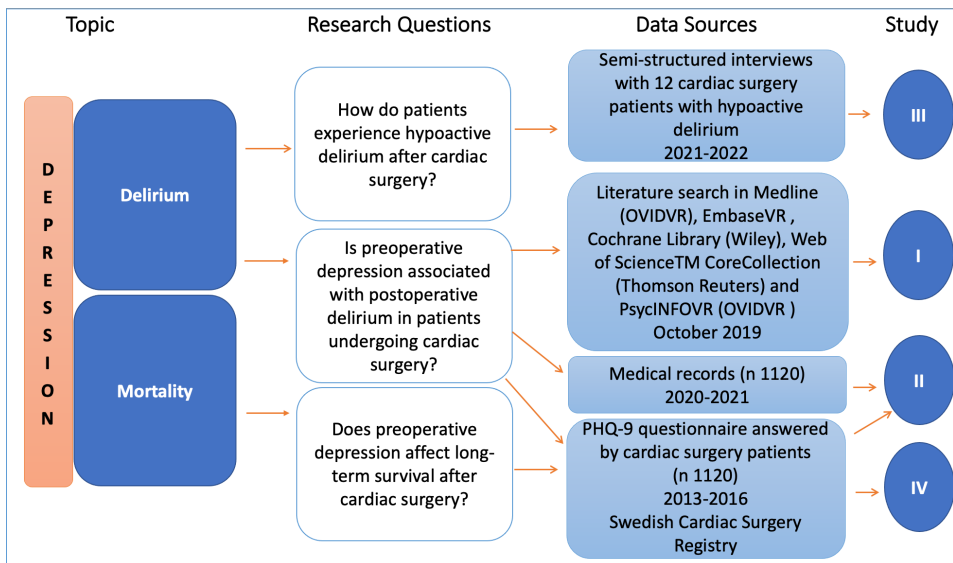 Topic
Research Questions
Data Sources
Study
DEPRESSION
Delirium
Mortality
How do patients
experience hypoactive
delirium after cardiac
surgery?
Is preoperative
depression associated
with postoperative
delirium in patients
undergoing cardiac
surgery?
Does preoperative
depression affect long-
term survival after
cardiac surgery?
Semi-structured interviews
with 12 cardiac surgery
patients with hypoactive
delirium
2021-2022
Literature search in Medline
(OVIDVR), EmbaseVR ,
Cochrane Library (Wiley), Web
of ScienceTM CoreCollection
(Thomson Reuters) and
PsycINFOVR (OVIDVR )
October 2019
Medical records (n 1120)
2020-2021
PHQ-9 questionnaire answered
by cardiac surgery patients
(n 1120)
2013-2016
Swedish Cardiac Surgery
Registry
III
I
II
IV